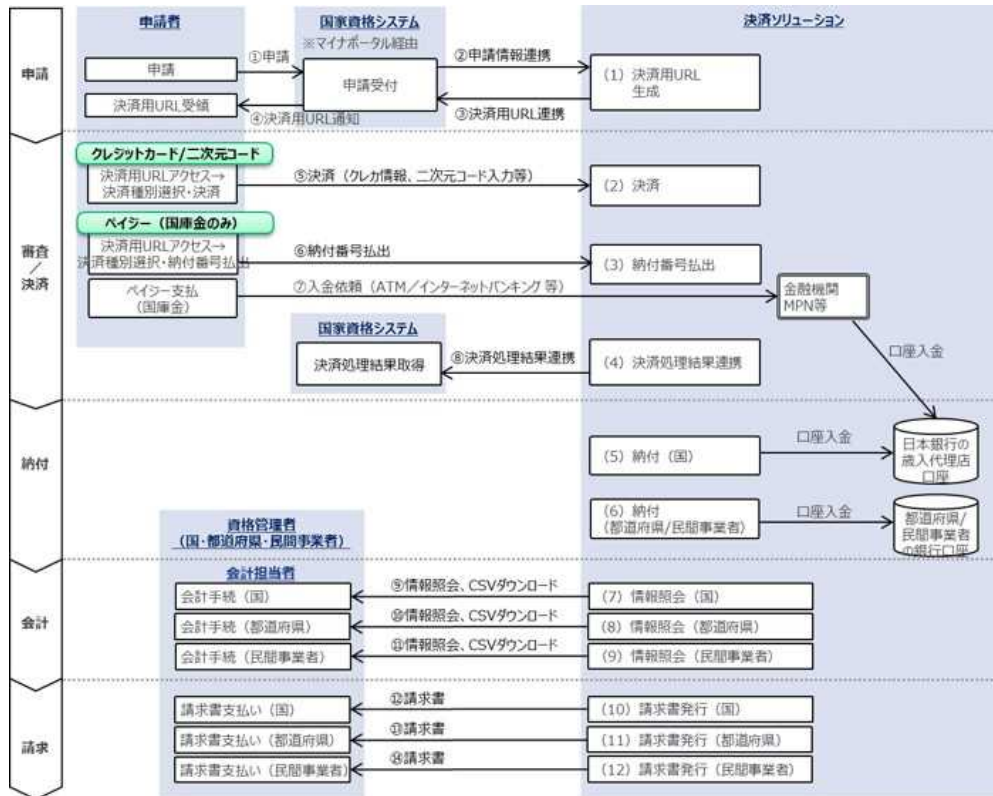 申請者
国家資格システム
※マイナポータル経由
決済ソリューション
申請
申請
①申請
申請受付
②申請情報連携
(1) 決済用URL
生成
決済用URL受領
④決済用URL通知
③決済用URL連携
審査
/
決済
クレジットカード/二次元コード
決済用URLアクセス→
決済種別選択・決済
⑤決済(クレカ情報、二次元コード入力等)
(2) 決済
ペイジー(国庫金のみ)
決済用URLアクセス→
決済種別選択・納付番号払出
⑥納付番号払出
(3) 納付番号払出
ペイジー支払
(国庫金)
⑦入金依頼(ATM/インターネットバンキング 等)
金融機関
MPN等
国家資格システム
決済処理結果取得
⑧決済処理結果連携
(4) 決済処理結果連携
口座入金
納付
(5) 納付(国)
口座入金
日本銀行の
歳入代理店
口座
(6) 納付
(都道府県/民間事業者)
口座入金
都道府県/
民間事業者
の銀行口座
資格管理者
(国・都道府県・民間事業者)
会計
会計担当者
会計手続(国)
⑨情報照会、CSVダウンロード
(7) 情報照会(国)
会計手続(都道府県)
⑩情報照会、CSVダウンロード
(8) 情報照会(都道府県)
会計手続(民間事業者)
⑪情報照会、CSVダウンロード
(9) 情報照会(民間事業者)
請求
請求書支払い(国)
⑫請求書
(10) 請求書発行(国)
請求書支払い(都道府県)
⑬請求書
(11) 請求書発行(都道府県)
請求書支払い(民間事業者)
⑭請求書
(12) 請求書発行(民間事業者)